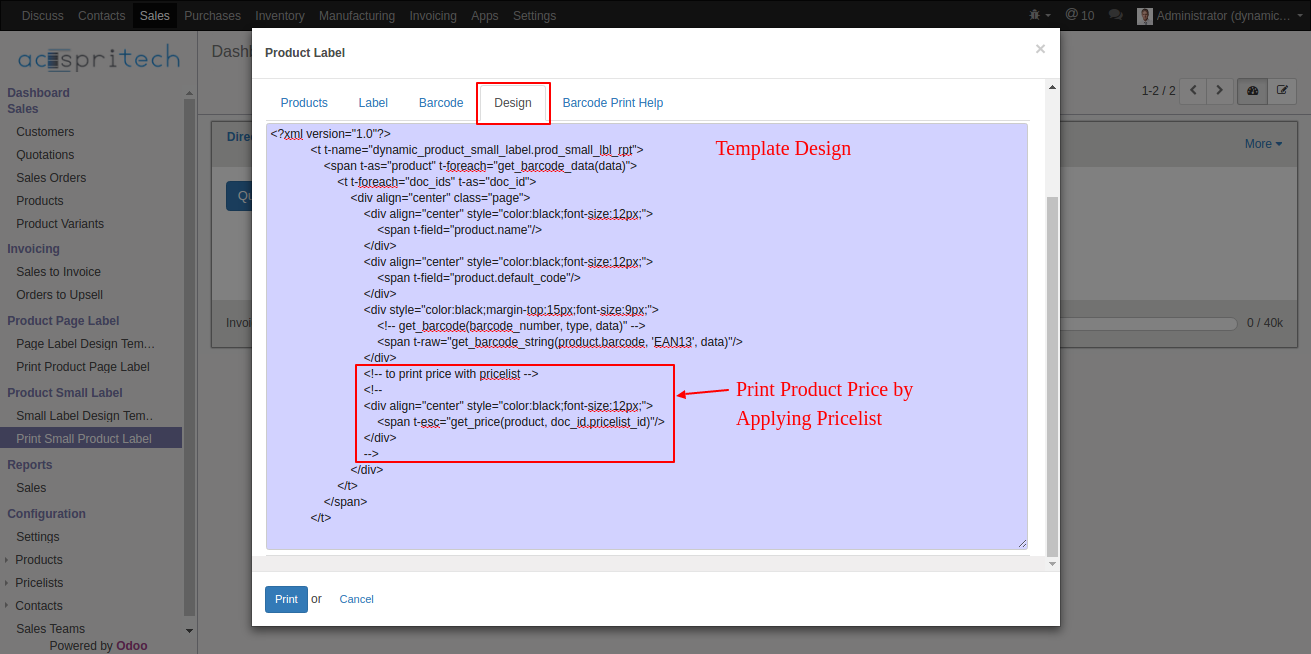 Discuss Contacts Sales Purchases Inventory Manufacturing Invoicing Apps Settings
@ 10 Administrator (dynamic...
acespritech
Dashboard
Sales
Customers
Quotations
Sales Orders
Products
Product Variants
Invoicing
Sales to Invoice
Orders to Upsell
Product Page Label
Page Label Design Tem...
Print Product Page Label
Product Small Label
Small Label Design Tem..
Print Small Product Label
Reports
Sales
Configuration
Settings
Products
Pricelists
Contacts
Sales Teams
Powered by Odoo
Dashb
1-2 / 2
Direc
More
Qu
Invoi
0 / 40k
Product Label
×
Products Label Barcode Design Barcode Print Help
<?xml version="1.0"?>
<t t-name="dynamic_product_small_label.prod_small_lbl_rpt">
<span t-as="product" t-foreach="get_barcode_data(data)">
<t t-foreach="doc_ids" t-as="doc_id">
<div align="center" class="page">
<div align="center" style="color:black;font-size:12px;">
<span t-field="product.name"/>
</div>
<div align="center" style="color:black;font-size:12px;">
<span t-field="product.default_code"/>
</div>
<div style="color:black;margin-top:15px;font-size:9px;">
<!-- get_barcode(barcode_number, type, data)" -->
<span t-raw="get_barcode_string(product.barcode, 'EAN13', data)"/>
</div>
<!-- to print price with pricelist -->
<!--
<div align="center" style="color:black;font-size:12px;">
<span t-esc="get_price(product, doc_id.pricelist_id)"/>
</div>
-->
</div>
</t>
</span>
</t>
Template Design
Print Product Price by
Applying Pricelist
Print or Cancel